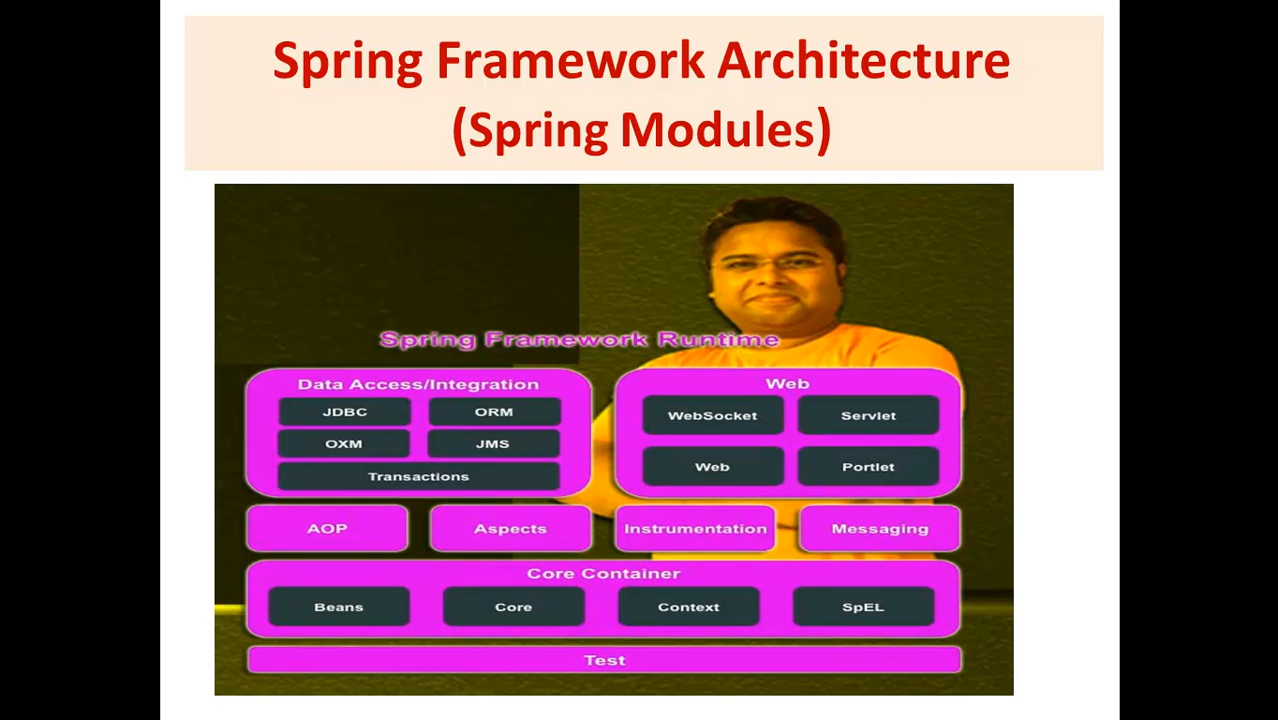 Spring Framework Architecture
(Spring Modules)
Spring Framework Runtime
Data Access/Integration
JDBC
ORM
OXM
JMS
Transactions
Web
WebSocket
Servlet
Web
Portlet
AOP
Aspects
Instrumentation
Messaging
Core Container
Beans
Core
Context
SpEL
Test